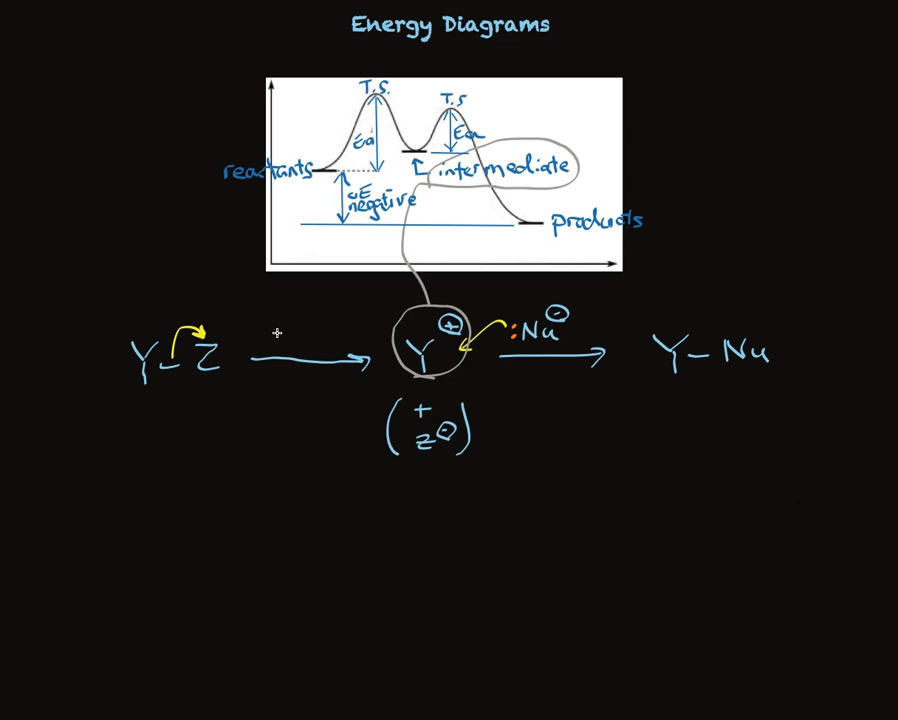 Energy Diagrams
T.S.
T.S
Ea
Ea
reactants
intermediate
ΔE
negative
products
Y-Z
Y⊕
:Nu⊖
Y-Nu
(+
Z⊖)